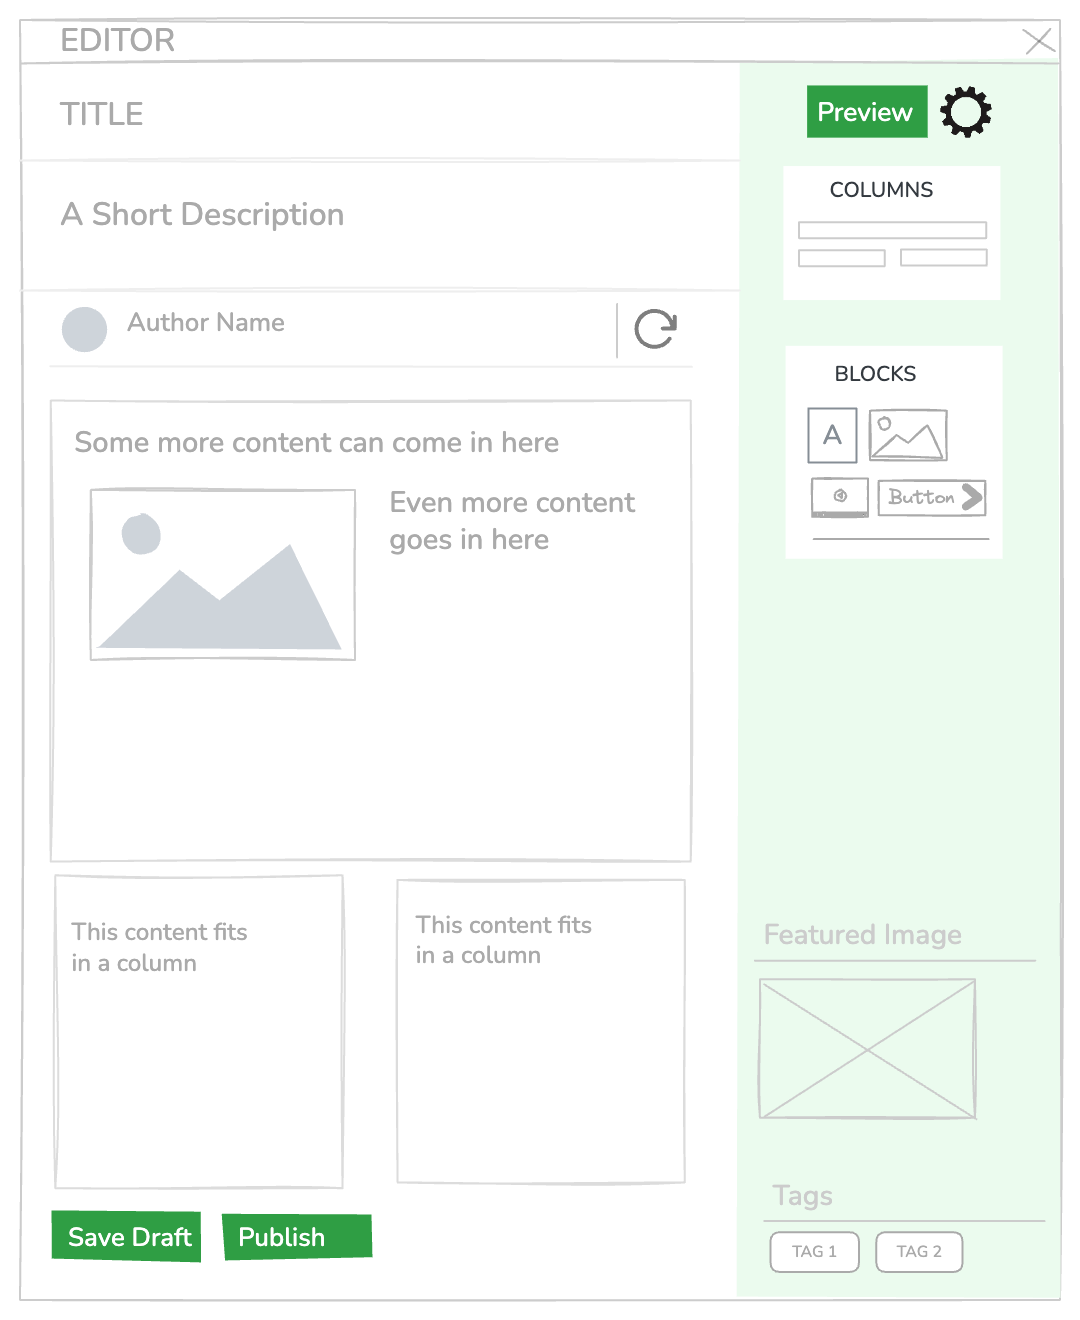 EDITOR
TITLE
Preview
A Short Description
COLUMNS
Author Name
BLOCKS
A
Button
Some more content can come in here
Even more content
goes in here
This content fits
in a column
This content fits
in a column
Featured Image
Tags
TAG 1
TAG 2
Save Draft
Publish